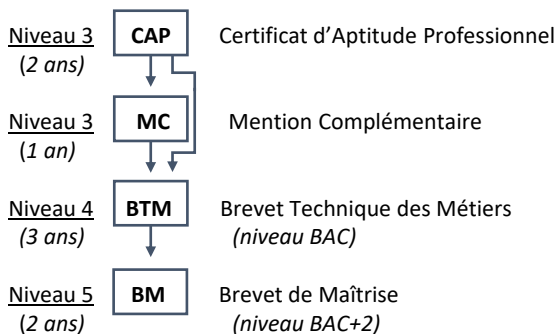 Niveau 3 CAP Certificat d’Aptitude Professionnel
(2 ans)
Niveau 3 MC Mention Complémentaire
(1 an)
Niveau 4 BTM Brevet Technique des Métiers
(3 ans) (niveau BAC)
Niveau 5 BM Brevet de Maîtrise
(2 ans) (niveau BAC+2)